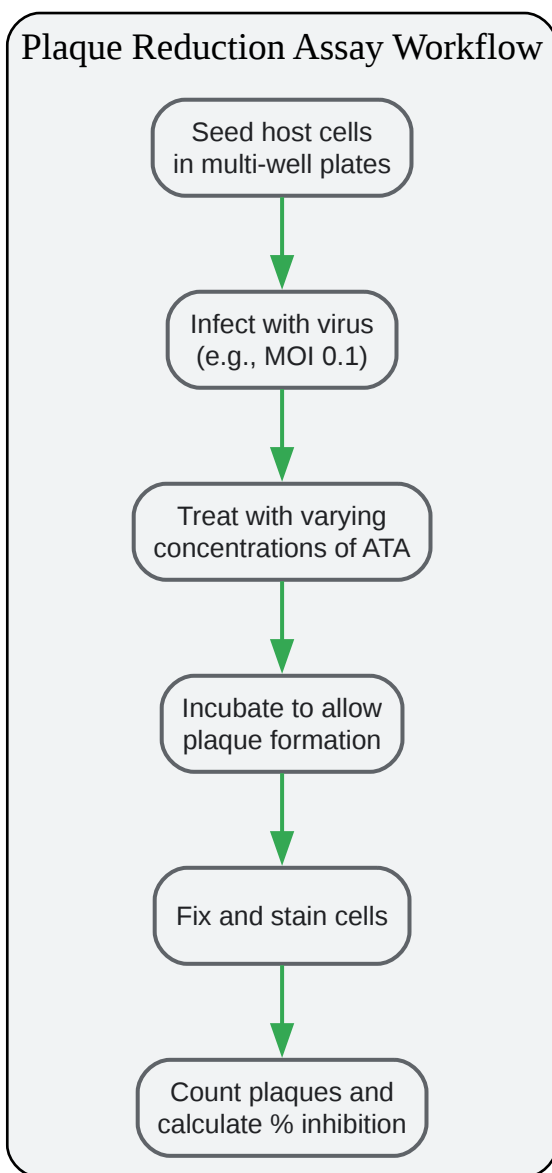 Plaque Reduction Assay Workflow
Seed host cells
in multi-well plates
Infect with virus
(e.g., MOI 0.1)
Treat with varying
concentrations of ATA
Incubate to allow
plaque formation
Fix and stain cells
Count plaques and
calculate % inhibition